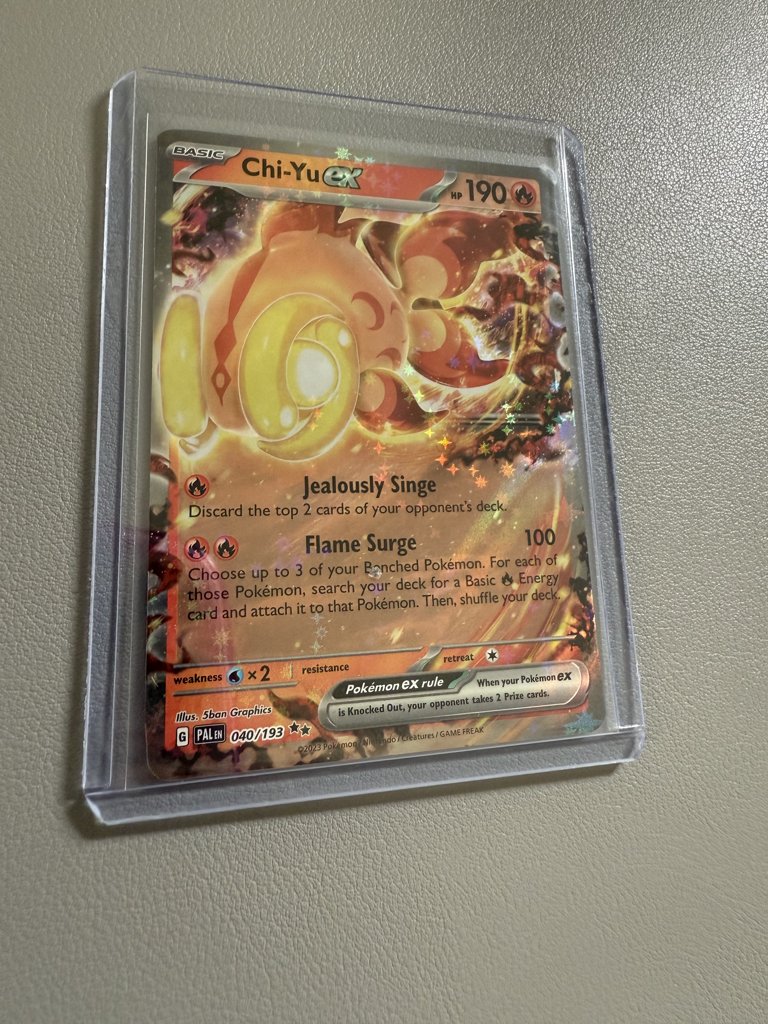 BASIC
Chi-Yu ex HP 190
Jealously Singe
Discard the top 2 cards of your opponent's deck.
Flame Surge 100
Choose up to 3 of your Benched Pokémon. For each of
those Pokémon, search your deck for a Basic Energy
card and attach it to that Pokémon. Then, shuffle your deck.
weakness ×2 resistance retreat
Pokémon ex rule When your Pokémon ex
is Knocked Out, your opponent takes 2 Prize cards.
Illus. 5ban Graphics
G PAL EN 040/193
©2023 Pokémon / Nintendo / Creatures / GAME FREAK